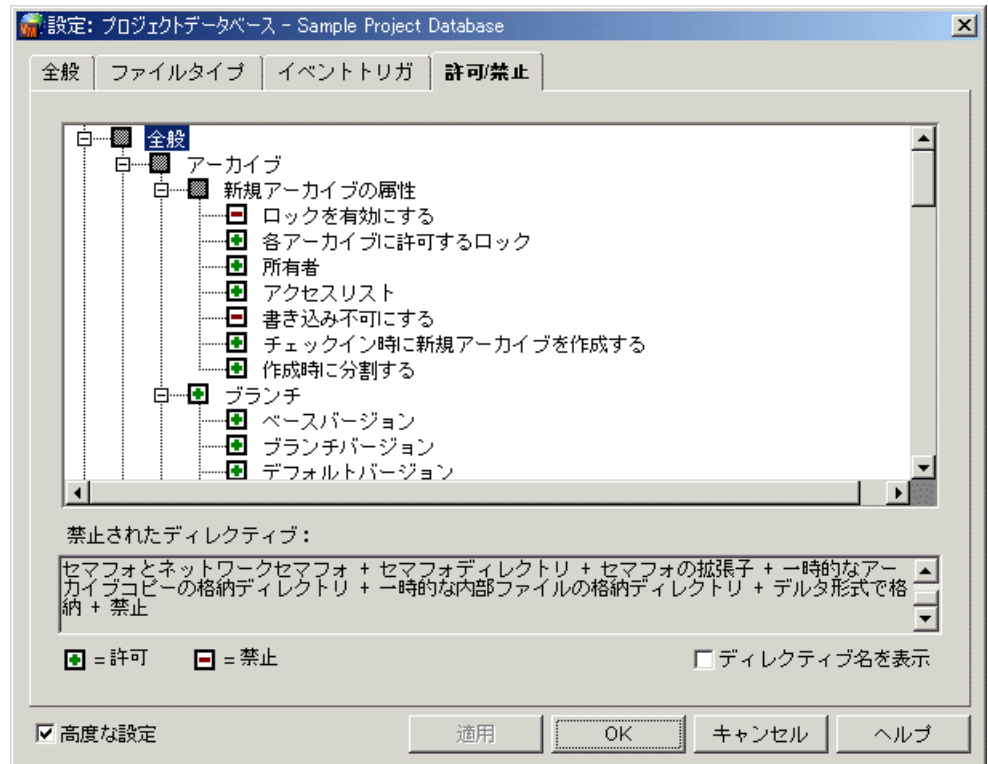 設定: プロジェクトデータベース – Sample Project Database
全般 ファイルタイプ イベントトリガ 許可/禁止
全般
アーカイブ
新規アーカイブの属性
ロックを有効にする
各アーカイブに許可するロック
所有者
アクセスリスト
書き込み不可にする
チェックイン時に新規アーカイブを作成する
作成時に分割する
ブランチ
ベースバージョン
ブランチバージョン
デフォルトバージョン
禁止されたディレクティブ：
セマフォとネットワークセマフォ + セマフォディレクトリ + セマフォの拡張子 + 一時的なアー
カイブコピーの格納ディレクトリ + 一時的な内部ファイルの格納ディレクトリ + デルタ形式で格
納 + 禁止
= 許可 = 禁止 ディレクティブ名を表示
高度な設定 適用 OK キャンセル ヘルプ